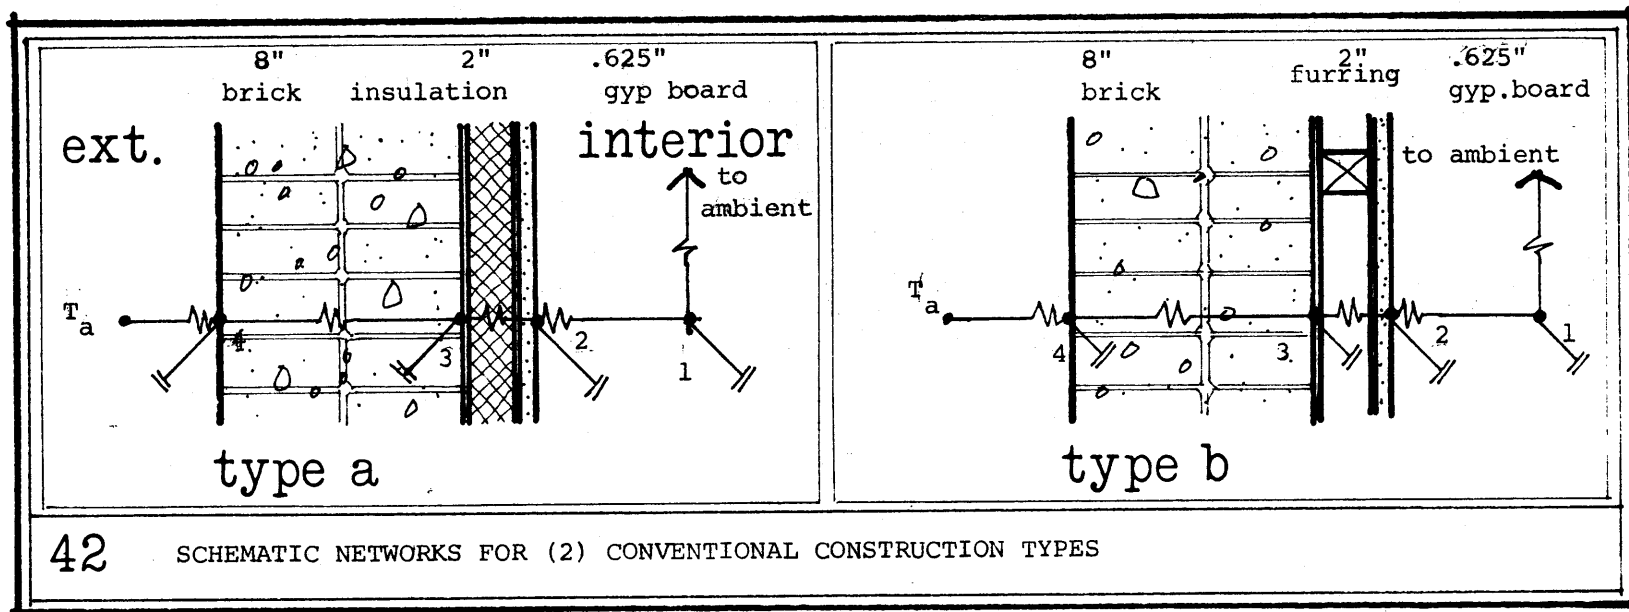 8" 2" .625"
brick insulation gyp board
ext. interior
to
ambient
T a
4 3 2 1
type a
8" 2" .625"
furring
brick gyp.board
to ambient
T a
4 3. 2 1
type b
42 SCHEMATIC NETWORKS FOR (2) CONVENTIONAL CONSTRUCTION TYPES